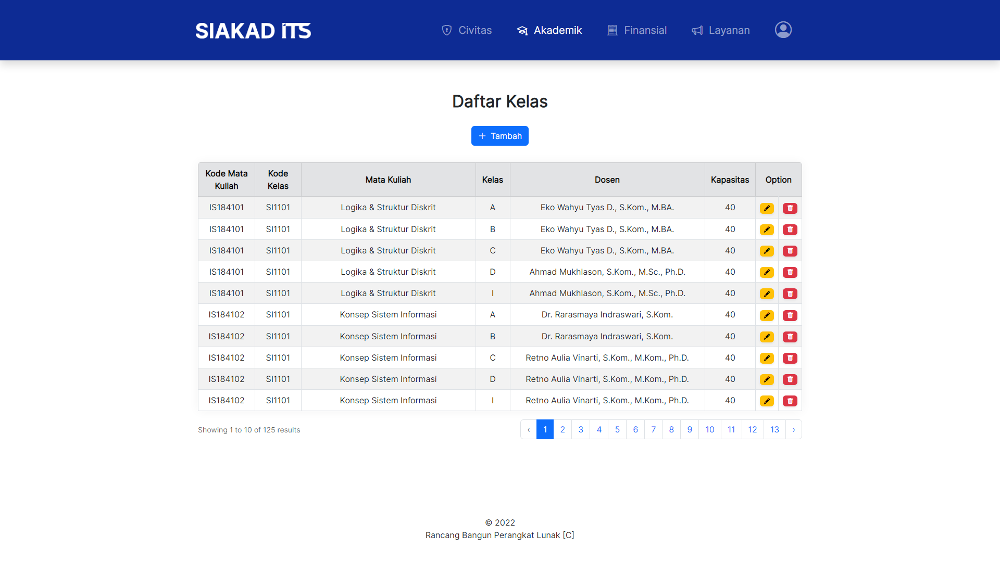 SIAKAD ITS
Civitas
Akademik
Finansial
Layanan
Daftar Kelas
+ Tambah
Kode Mata Kuliah Kode Kelas Mata Kuliah Kelas Dosen Kapasitas Option
IS184101 SI1101 Logika & Struktur Diskrit A Eko Wahyu Tyas D., S.Kom., M.BA. 40
IS184101 SI1101 Logika & Struktur Diskrit B Eko Wahyu Tyas D., S.Kom., M.BA. 40
IS184101 SI1101 Logika & Struktur Diskrit C Eko Wahyu Tyas D., S.Kom., M.BA. 40
IS184101 SI1101 Logika & Struktur Diskrit D Ahmad Mukhlason, S.Kom., M.Sc., Ph.D. 40
IS184101 SI1101 Logika & Struktur Diskrit I Ahmad Mukhlason, S.Kom., M.Sc., Ph.D. 40
IS184102 SI1101 Konsep Sistem Informasi A Dr. Rarasmaya Indraswari, S.Kom. 40
IS184102 SI1101 Konsep Sistem Informasi B Dr. Rarasmaya Indraswari, S.Kom. 40
IS184102 SI1101 Konsep Sistem Informasi C Retno Aulia Vinarti, S.Kom., M.Kom., Ph.D. 40
IS184102 SI1101 Konsep Sistem Informasi D Retno Aulia Vinarti, S.Kom., M.Kom., Ph.D. 40
IS184102 SI1101 Konsep Sistem Informasi I Retno Aulia Vinarti, S.Kom., M.Kom., Ph.D. 40
Showing 1 to 10 of 125 results
‹ 1 2 3 4 5 6 7 8 9 10 11 12 13 ›
© 2022
Rancang Bangun Perangkat Lunak [C]